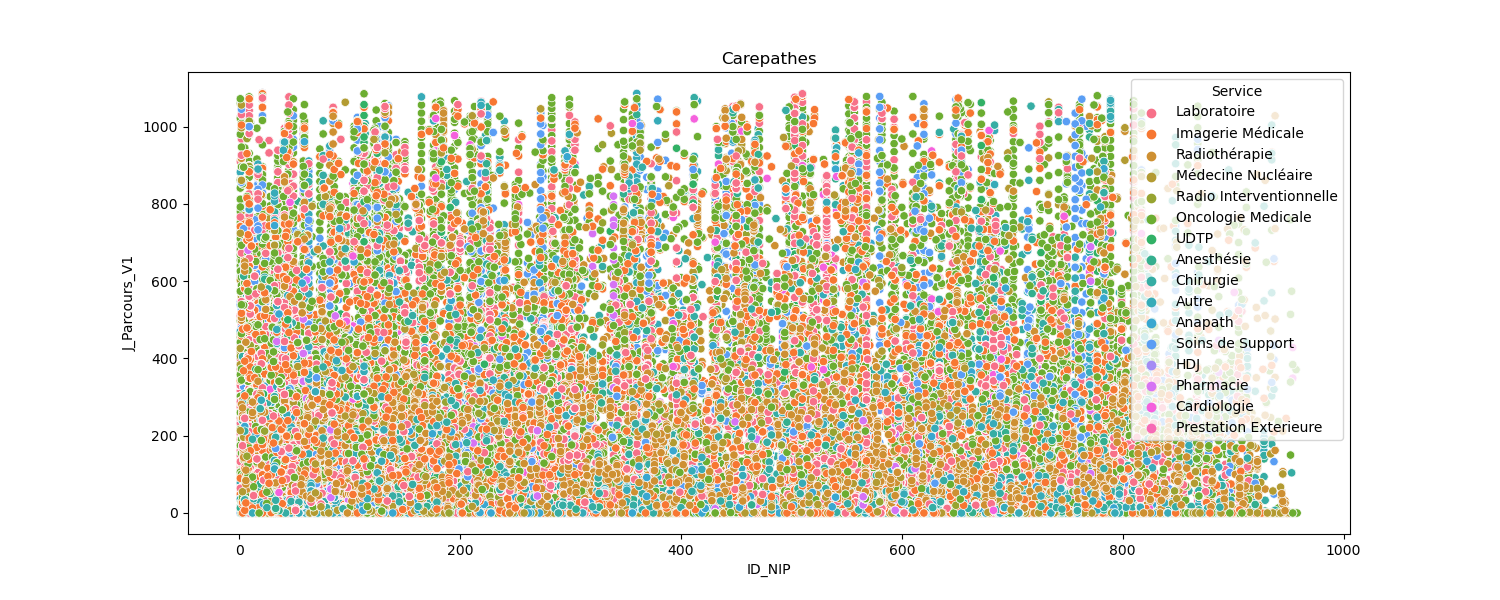 Carepathes
Service
Laboratoire
Imagerie Médicale
Radiothérapie
Médecine Nucléaire
Radio Interventionnelle
Oncologie Medicale
UDTP
Anesthésie
Chirurgie
Autre
Anapath
Soins de Support
HDJ
Pharmacie
Cardiologie
Prestation Exterieure
J_Parcours_V1
1000
800
600
400
200
0
0 200 400 600 800 1000
ID_NIP